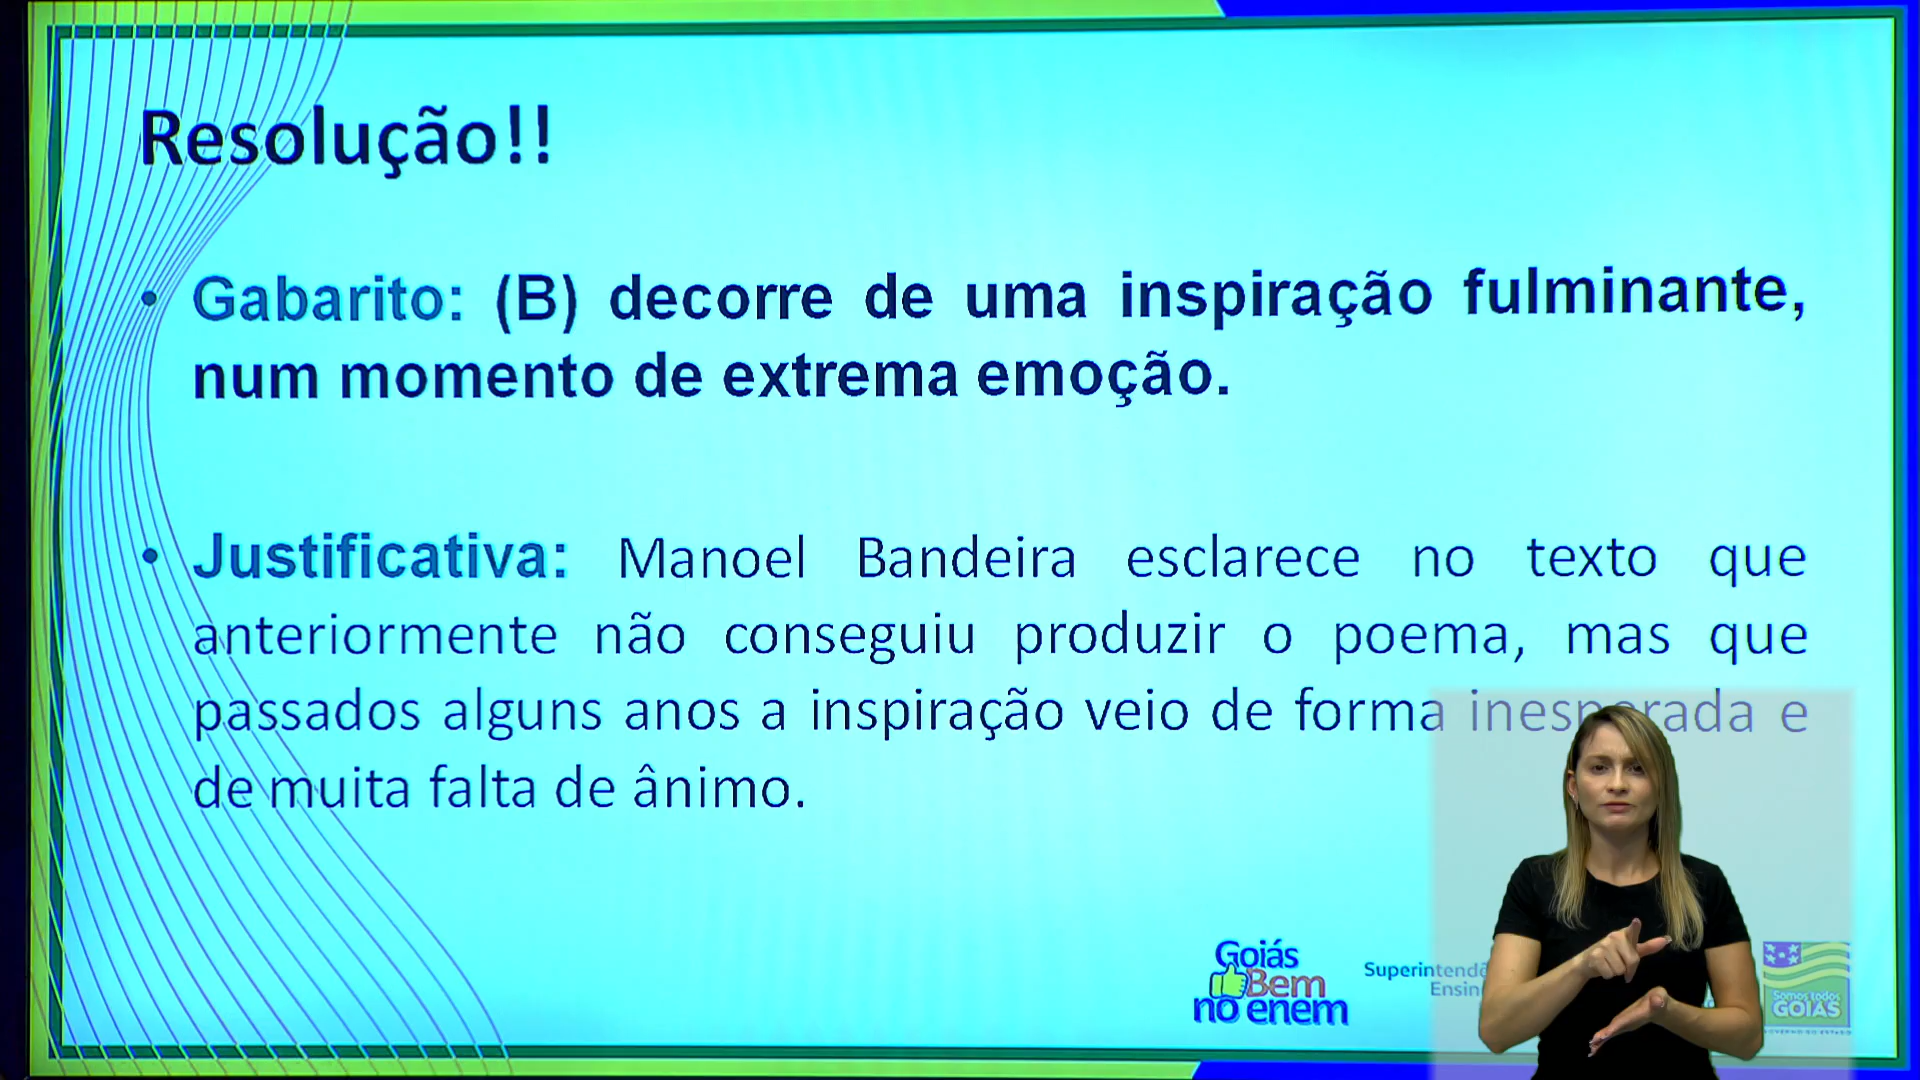 Resolução!!
• Gabarito: (B) decorre de uma inspiração fulminante,
num momento de extrema emoção.
• Justificativa: Manoel Bandeira esclarece no texto que
anteriormente não conseguiu produzir o poema, mas que
passados alguns anos a inspiração veio de forma inesperada e
de muita falta de ânimo.
Goiás
Bem
no enem
Somos todos
GOIÁS